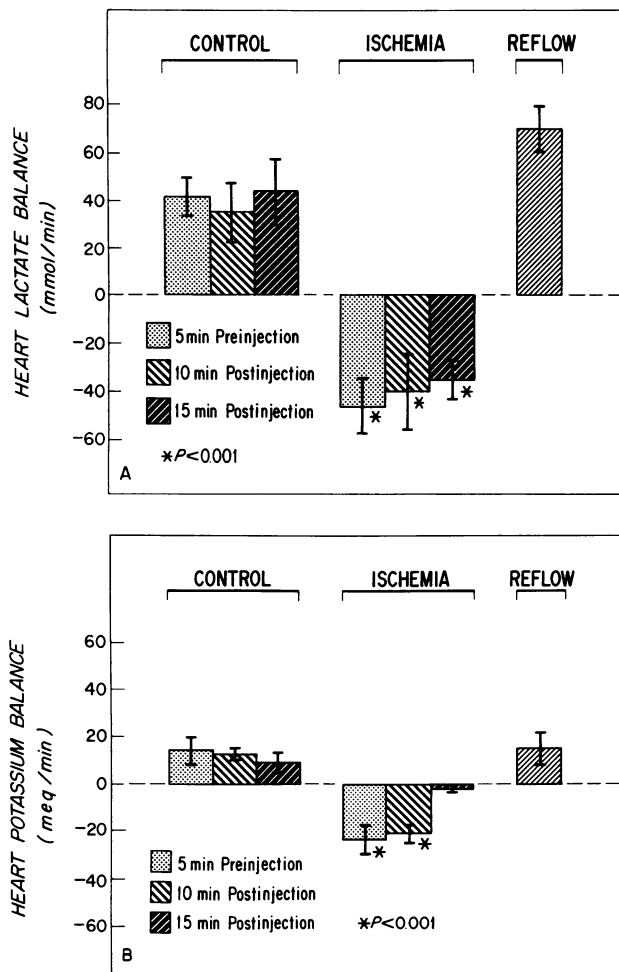 CONTROL ISCHEMIA REFLOW
HEART LACTATE BALANCE
(mmol/min)
80
60
40
20
0
-20
-40
-60
5min Preinjection
10 min Postinjection
15 min Postinjection
*P<0.001
* * *
A
CONTROL ISCHEMIA REFLOW
HEART POTASSIUM BALANCE
(meq/min)
60
40
20
0
-20
-40
-60
5 min Preinjection
10 min Postinjection
15 min Postinjection
* *
*P<0.001
B